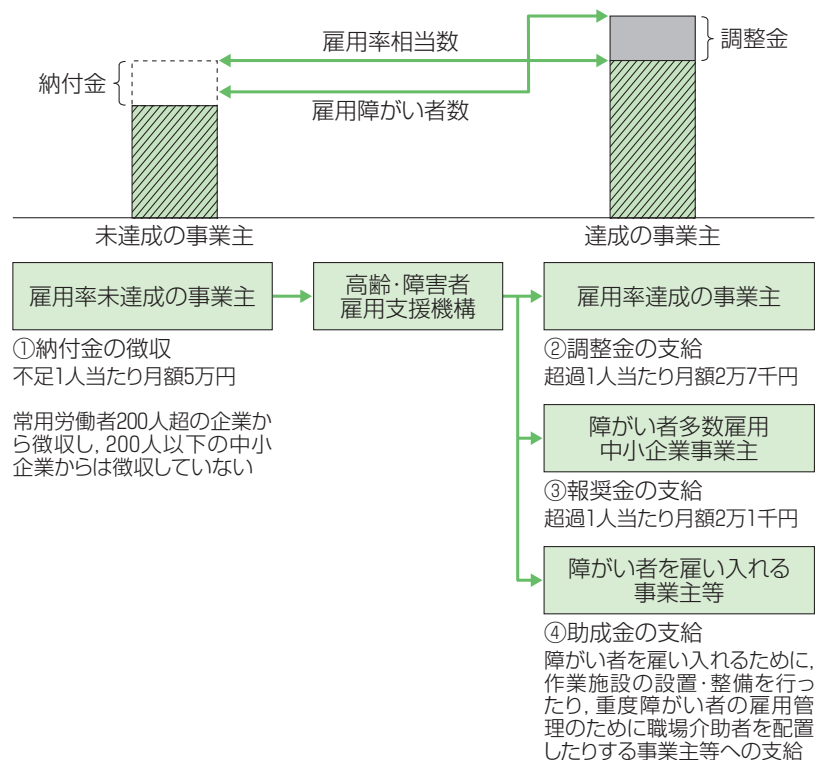 雇用率相当数
調整金
納付金
雇用障がい者数
未達成の事業主
達成の事業主
雇用率未達成の事業主
高齢・障害者
雇用支援機構
雇用率達成の事業主
①納付金の徴収
不足1人当たり月額5万円
常用労働者200人超の企業か
ら徴収し,200人以下の中小
企業からは徴収していない
②調整金の支給
超過1人当たり月額2万7千円
障がい者多数雇用
中小企業事業主
③報奨金の支給
超過1人当たり月額2万1千円
障がい者を雇い入れる
事業主等
④助成金の支給
障がい者を雇い入れるために,
作業施設の設置・整備を行っ
たり,重度障がい者の雇用管
理のために職場介助者を配置
したりする事業主等への支給